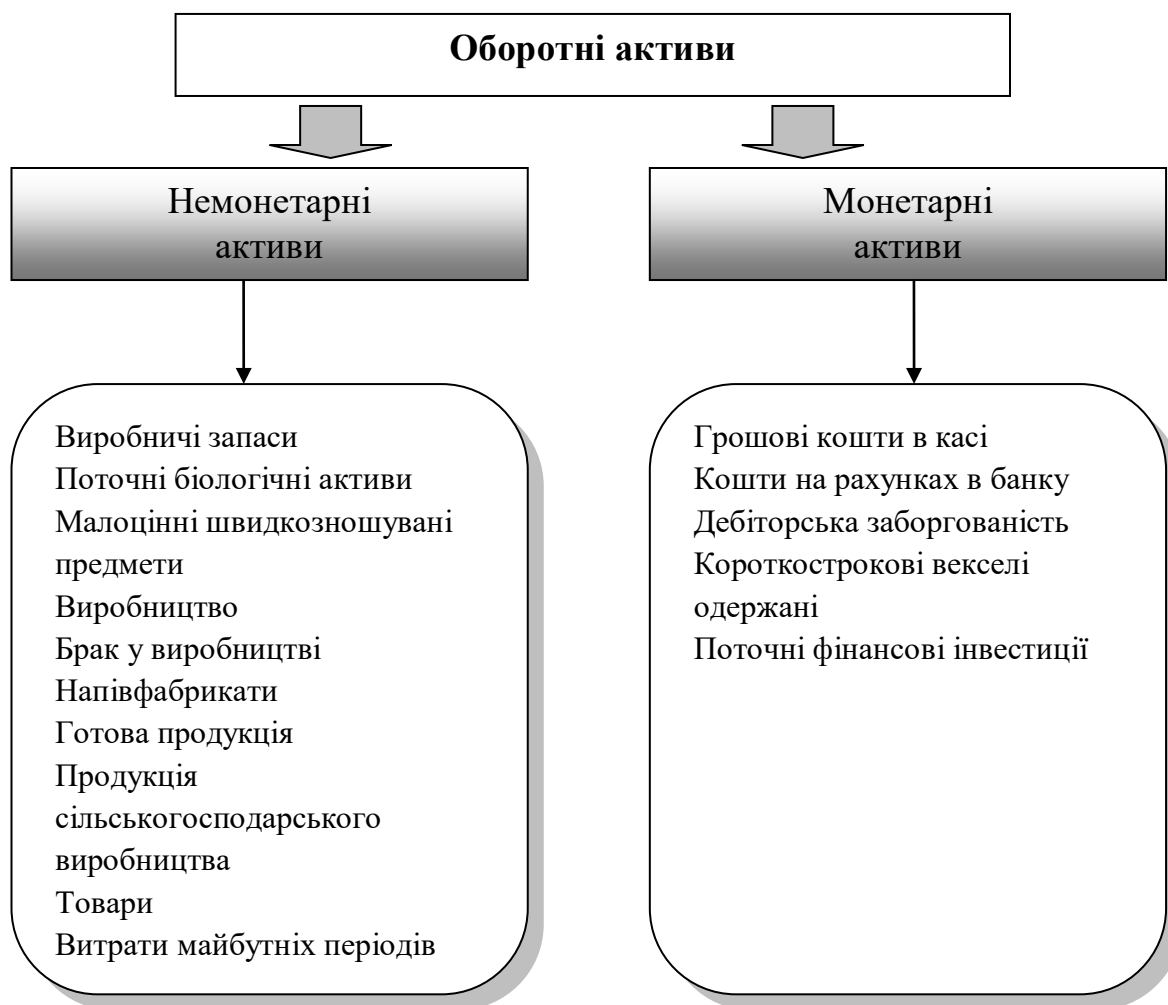 Оборотні активи
Немонетарні
активи
Монетарні
активи
Виробничі запаси
Поточні біологічні активи
Малоцінні швидкозношувані
предмети
Виробництво
Брак у виробництві
Напівфабрикати
Готова продукція
Продукція
сільськогосподарського
виробництва
Товари
Витрати майбутніх періодів
Грошові кошти в касі
Кошти на рахунках в банку
Дебіторська заборгованість
Короткострокові векселі
одержані
Поточні фінансові інвестиції